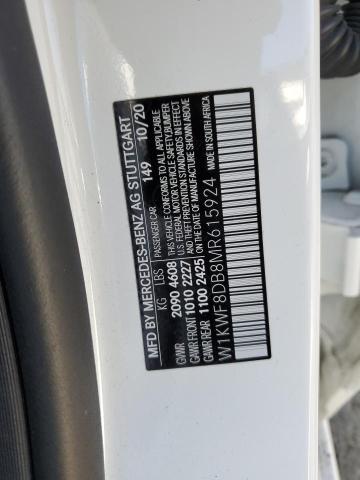 MFD BY MERCEDES-BENZ AG STUTTGART
10/20
149
KG LBS PASSENGER CAR
GVWR 2090 4608 THIS VEHICLE CONFORMS TO ALL APPLICABLE
GAWR FRONT 1010 2227 U.S. FEDERAL MOTOR VEHICLE SAFETY, BUMPER
GAWR REAR 1100 2425 AND THEFT PREVENTION STANDARDS IN EFFECT
ON THE DATE OF MANUFACTURE SHOWN ABOVE
W1KWF8DB8MR615924 MADE IN SOUTH AFRICA